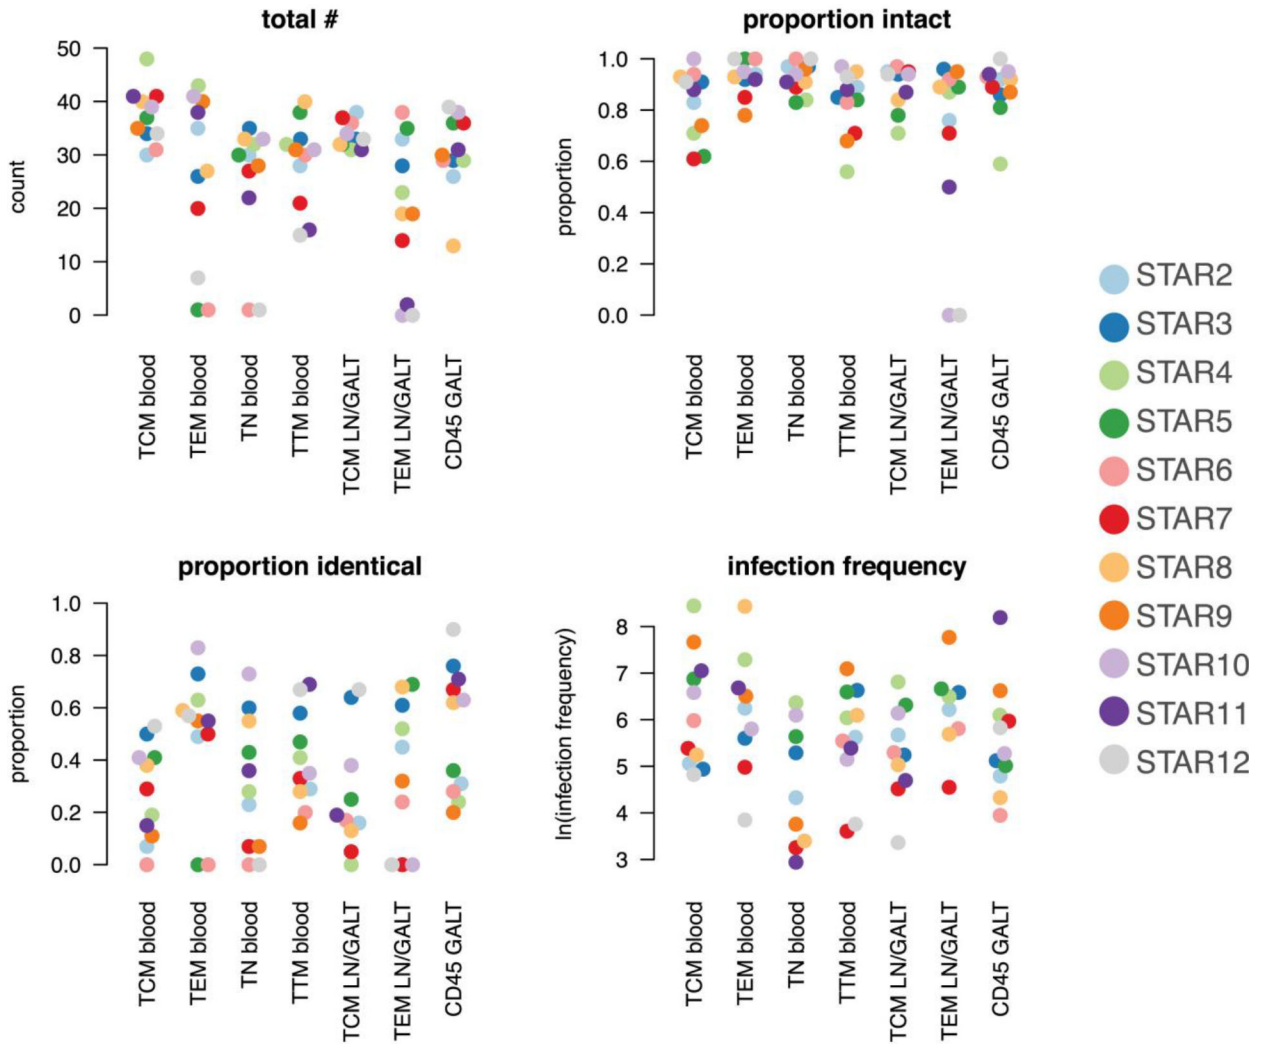 total #
50
40
30
20
10
0
count
TCM blood
TEM blood
TN blood
TTM blood
TCM LN/GALT
TEM LN/GALT
CD45 GALT
proportion intact
1.0
0.8
0.6
0.4
0.2
0.0
proportion
TCM blood
TEM blood
TN blood
TTM blood
TCM LN/GALT
TEM LN/GALT
CD45 GALT
STAR2
STAR3
STAR4
STAR5
STAR6
STAR7
STAR8
STAR9
STAR10
STAR11
STAR12
proportion identical
1.0
0.8
0.6
0.4
0.2
0.0
proportion
TCM blood
TEM blood
TN blood
TTM blood
TCM LN/GALT
TEM LN/GALT
CD45 GALT
infection frequency
8
7
6
5
4
3
ln(infection frequency)
TCM blood
TEM blood
TN blood
TTM blood
TCM LN/GALT
TEM LN/GALT
CD45 GALT